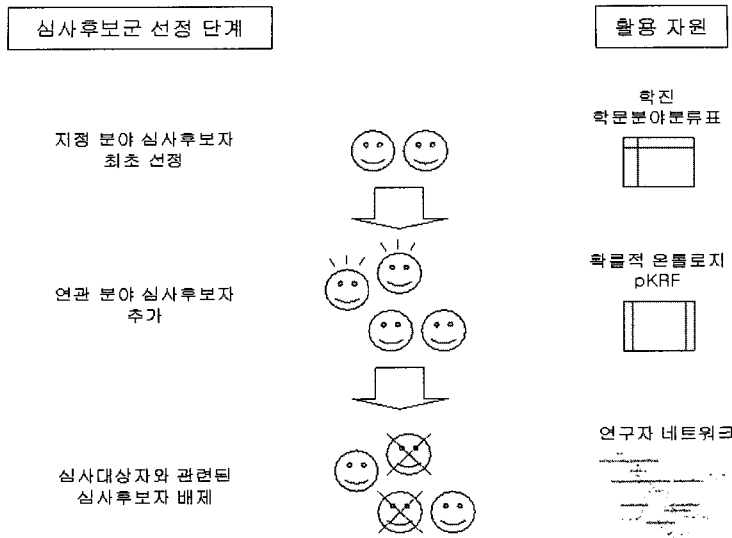 심사후보군 선정 단계
활용 자원
지정 분야 심사후보자
최초 선정
학진
학문분야분류표
연관 분야 심사후보자
추가
확률적 온톨로지
pKRF
심사대상자와 관련된
심사후보자 배제
연구자 네트워크